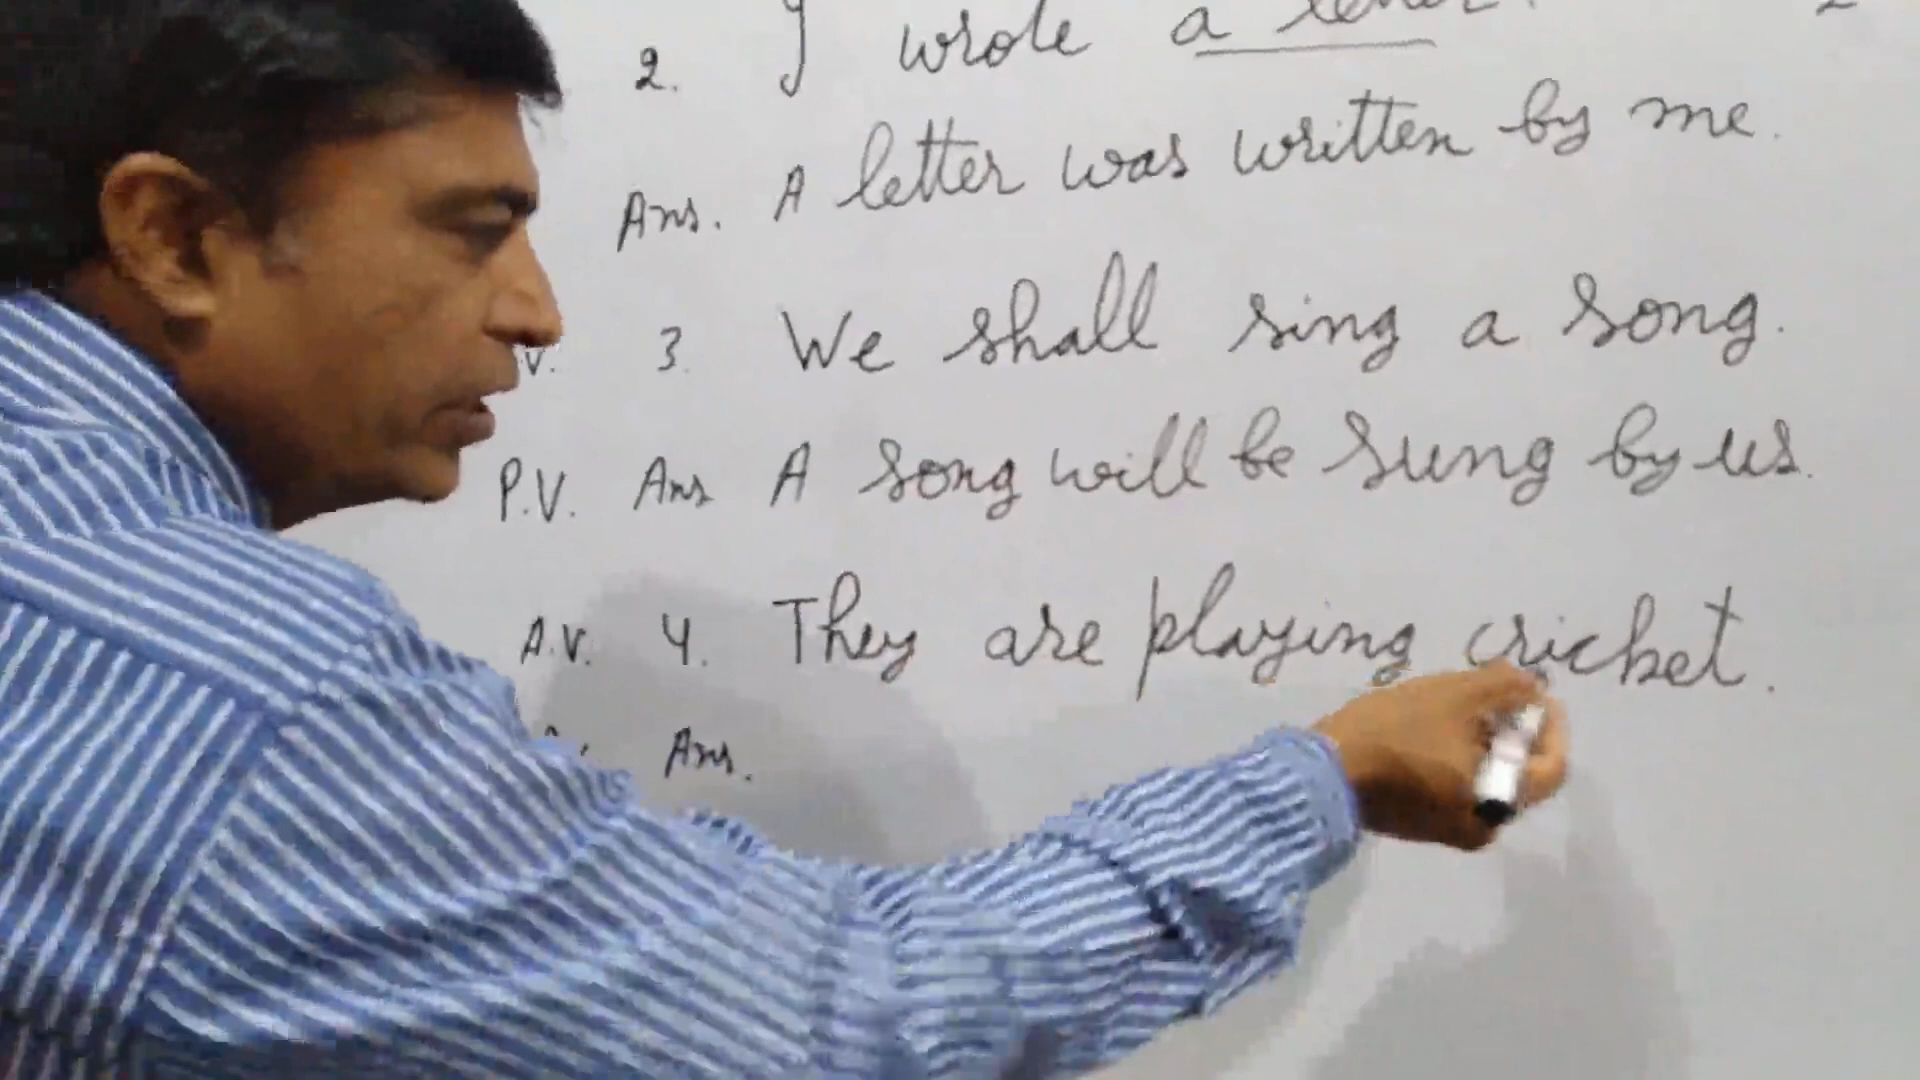 2. I wrote a letter.
Ans. A letter was written by me.
V. 3. We shall sing a song.
P.V. Ans A song will be sung by us.
A.V. 4. They are playing cricket.
Ans.